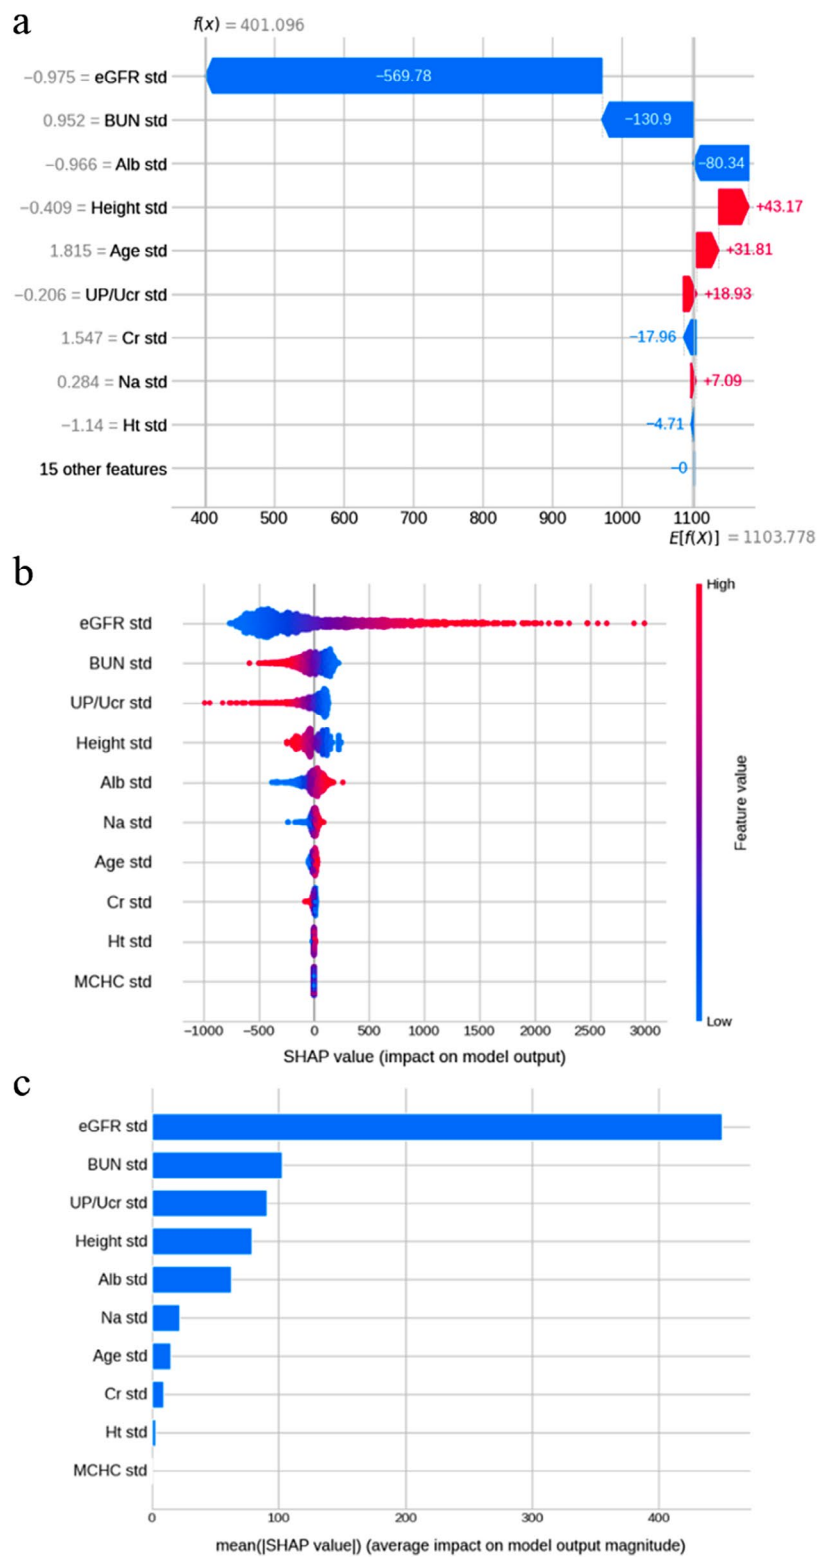 a
f(x) = 401.096
−0.975 = eGFR std
−569.78
0.952 = BUN std
−130.9
−0.966 = Alb std
−80.34
−0.409 = Height std
+43.17
1.815 = Age std
+31.81
−0.206 = UP/Ucr std
+18.93
1.547 = Cr std
−17.96
0.284 = Na std
+7.09
−1.14 = Ht std
−4.71
15 other features
−0
400 500 600 700 800 900 1000 1100
E[f(X)] = 1103.778
b
High
eGFR std
BUN std
UP/Ucr std
Height std
Alb std
Na std
Age std
Cr std
Ht std
MCHC std
Feature value
Low
−1000 −500 0 500 1000 1500 2000 2500 3000
SHAP value (impact on model output)
c
eGFR std
BUN std
UP/Ucr std
Height std
Alb std
Na std
Age std
Cr std
Ht std
MCHC std
0 100 200 300 400
mean(|SHAP value|) (average impact on model output magnitude)